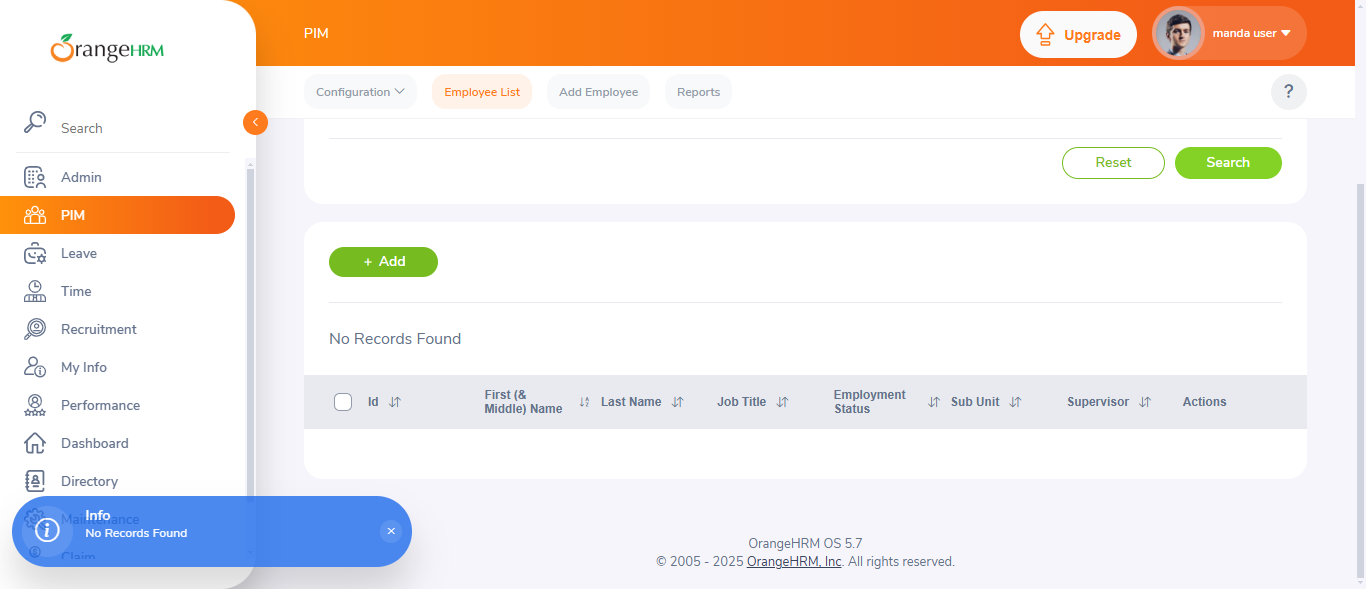 OrangeHRM
Search
Admin
PIM
Leave
Time
Recruitment
My Info
Performance
Dashboard
Directory
Maintenance
Claim
PIM
Upgrade
manda user
Configuration
Employee List
Add Employee
Reports
?
Reset
Search
+ Add
No Records Found
Id
First (&
Middle) Name
Last Name
Job Title
Employment
Status
Sub Unit
Supervisor
Actions
Info
No Records Found
OrangeHRM OS 5.7
© 2005 - 2025 OrangeHRM, Inc. All rights reserved.